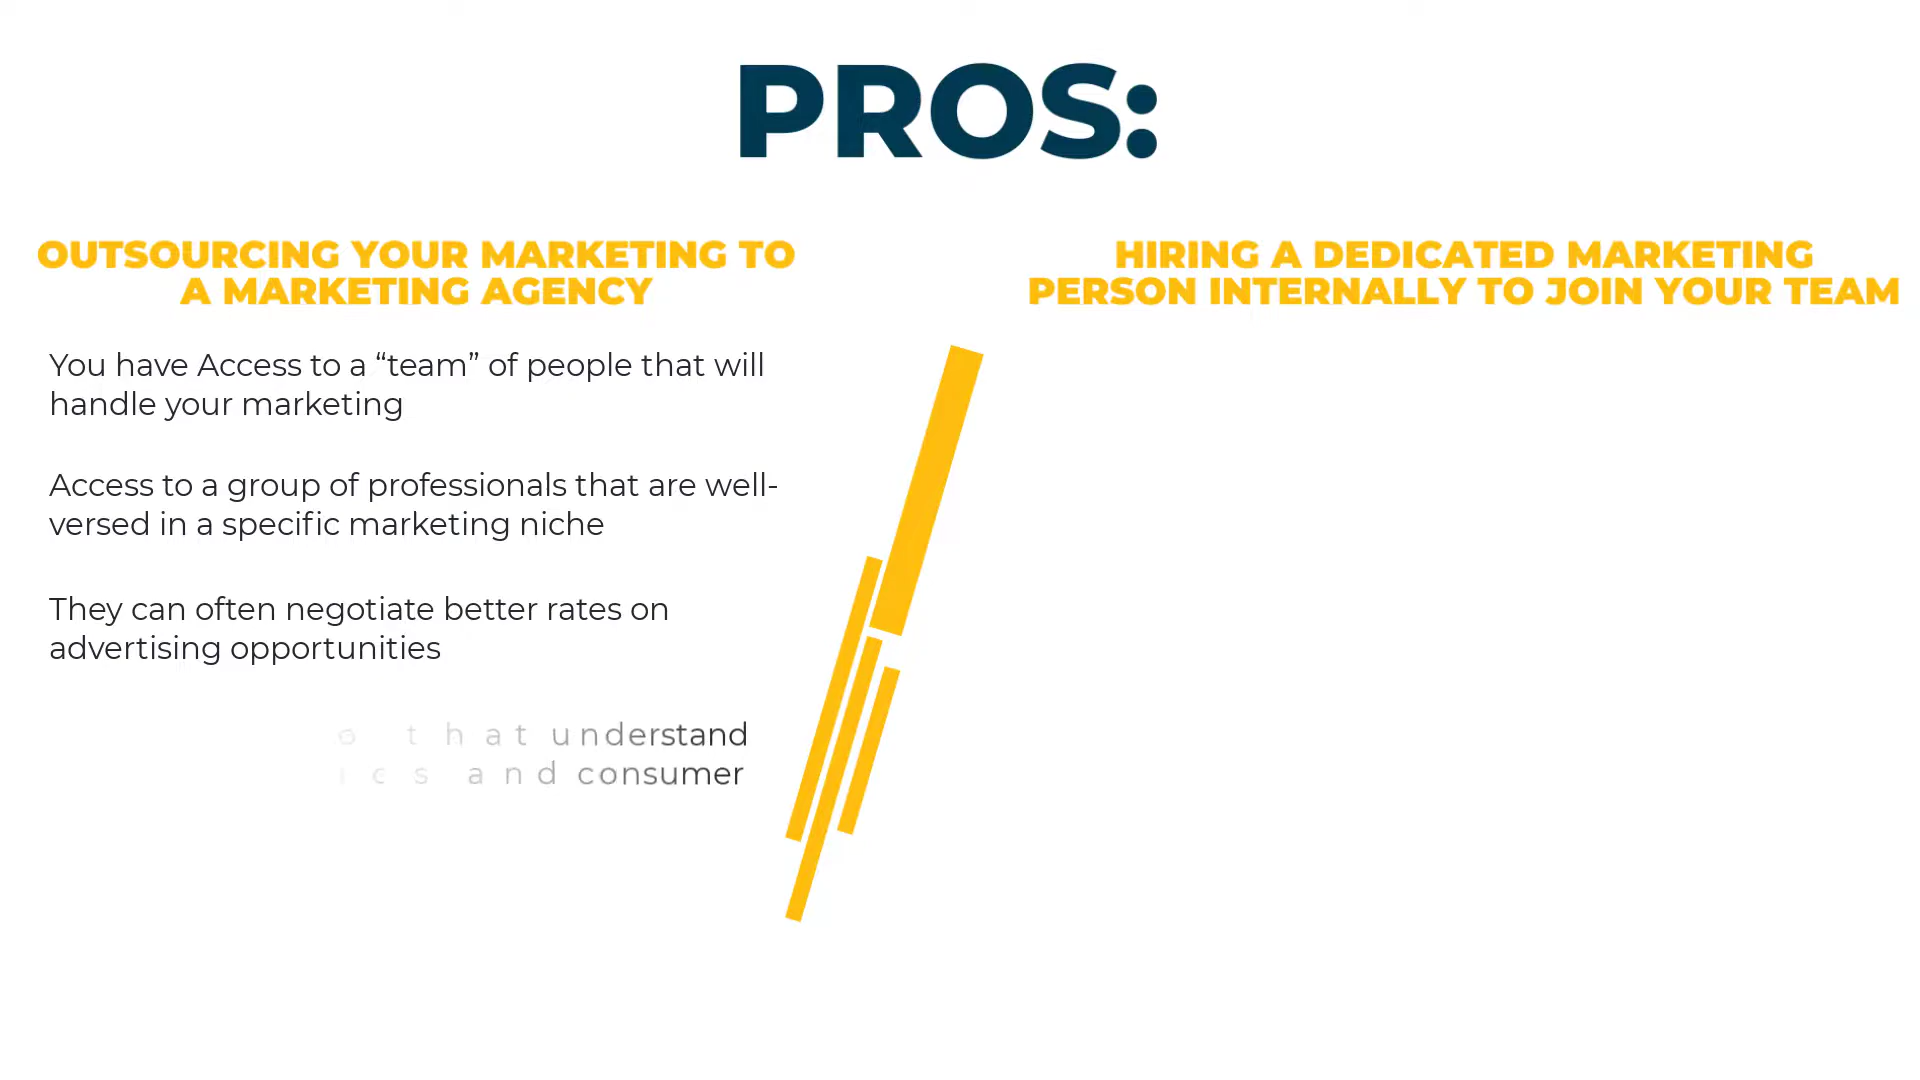 PROS:
OUTSOURCING YOUR MARKETING TO
A MARKETING AGENCY
You have Access to a “team” of people that will
handle your marketing
Access to a group of professionals that are well-
versed in a specific marketing niche
They can often negotiate better rates on
advertising opportunities
that understand
and consumer
HIRING A DEDICATED MARKETING
PERSON INTERNALLY TO JOIN YOUR TEAM